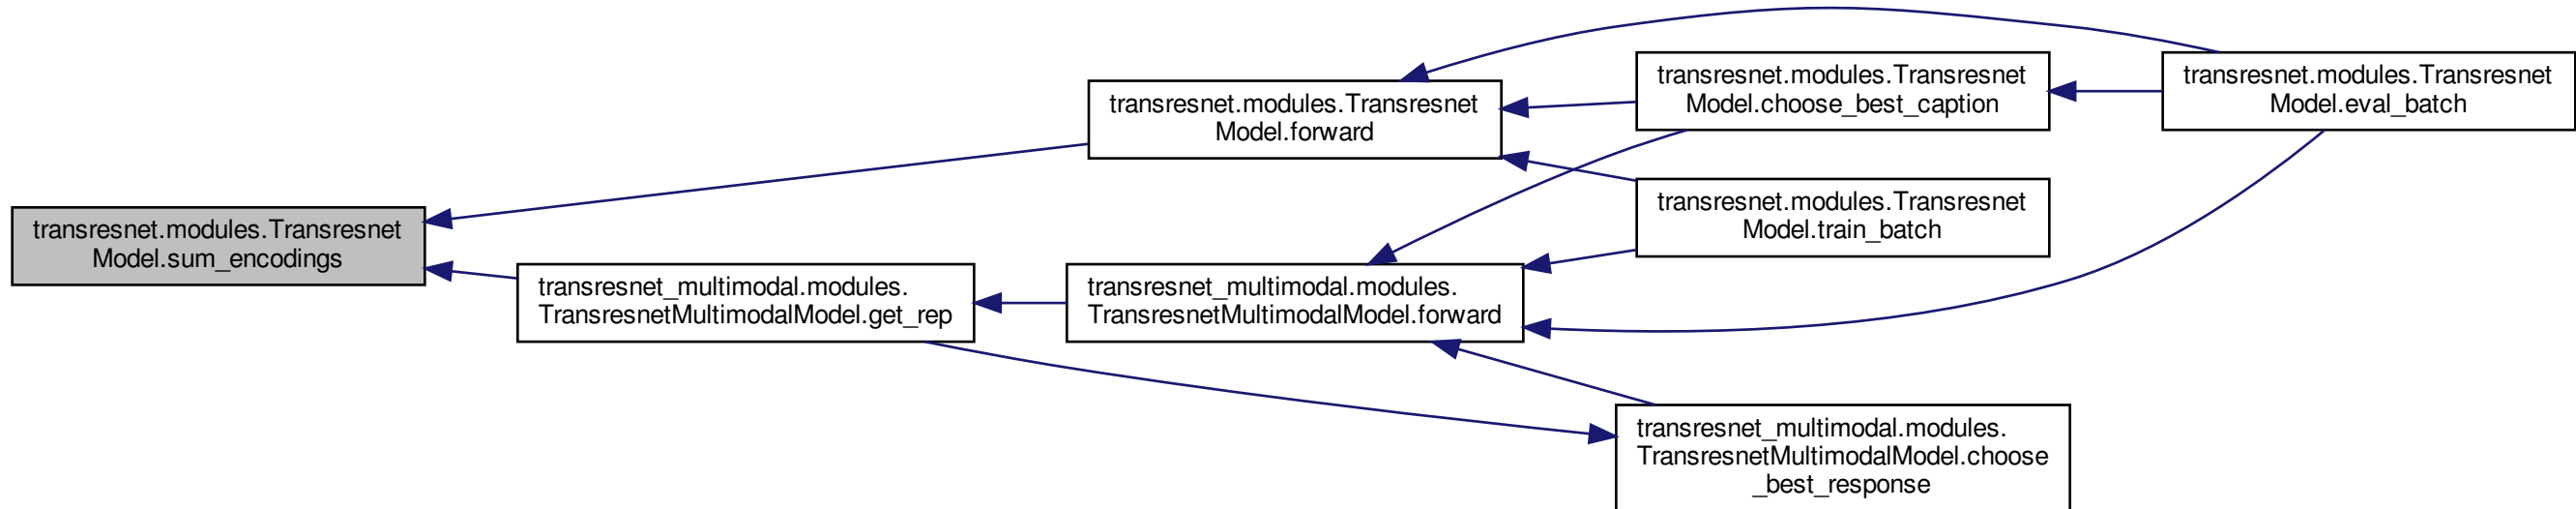 transresnet.modules.Transresnet
Model.sum_encodings
transresnet_multimodal.modules.
TransresnetMultimodalModel.get_rep
transresnet.modules.Transresnet
Model.forward
transresnet_multimodal.modules.
TransresnetMultimodalModel.forward
transresnet.modules.Transresnet
Model.choose_best_caption
transresnet.modules.Transresnet
Model.train_batch
transresnet_multimodal.modules.
TransresnetMultimodalModel.choose
_best_response
transresnet.modules.Transresnet
Model.eval_batch